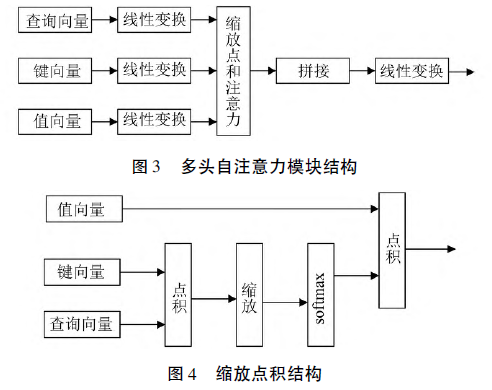 查询向量
线性变换
键向量
线性变换
值向量
线性变换
缩放点和注意力
拼接
线性变换
图3 多头自注意力模块结构
值向量
键向量
查询向量
点积
缩放
softmax
点积
图4 缩放点积结构